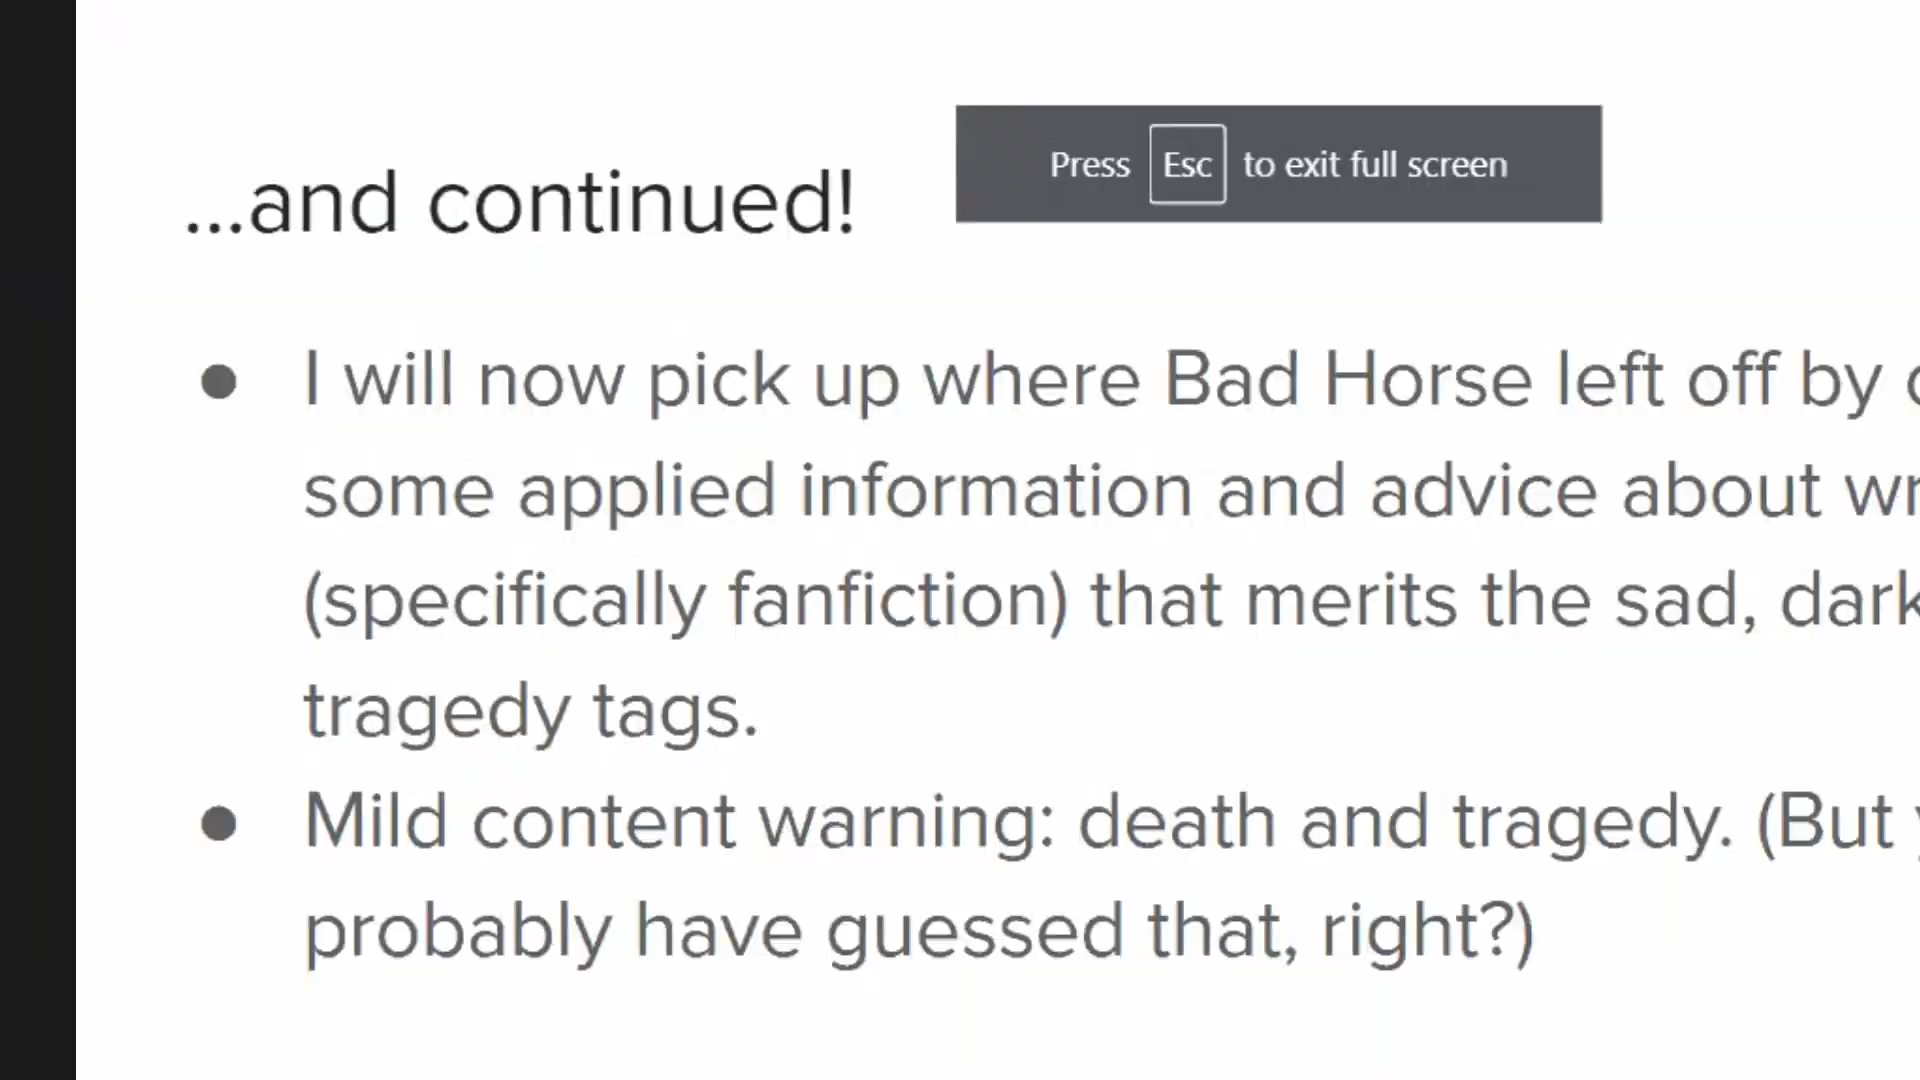 Press Esc to exit full screen
...and continued!
● I will now pick up where Bad Horse left off by
some applied information and advice about
(specifically fanfiction) that merits the sad, dark
tragedy tags.
● Mild content warning: death and tragedy. (But
probably have guessed that, right?)